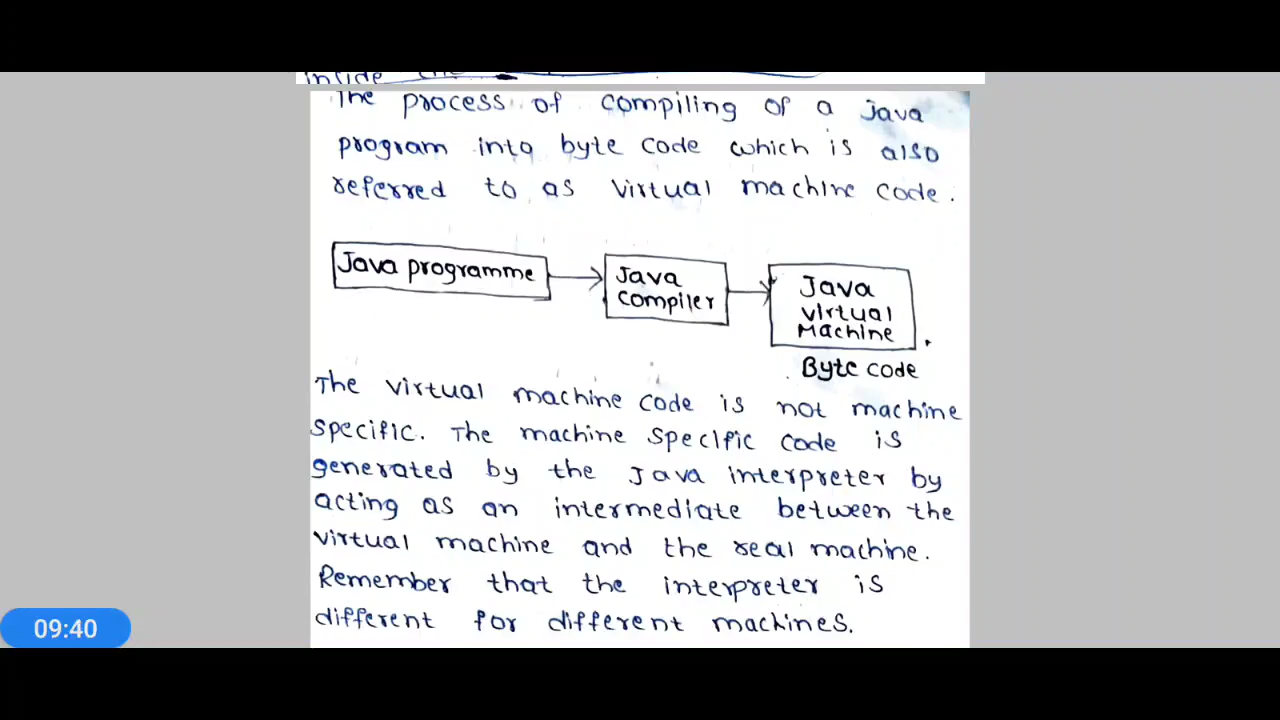 inside the
The process of compiling of a Java
program into byte code which is also
referred to as virtual machine code.
Java programme
Java
compiler
Java
virtual
Machine
Byte code
The virtual machine code is not machine
specific. The machine specific code is
generated by the Java interpreter by
acting as an intermediate between the
virtual machine and the real machine.
Remember that the interpreter is
different for different machines.
09:40